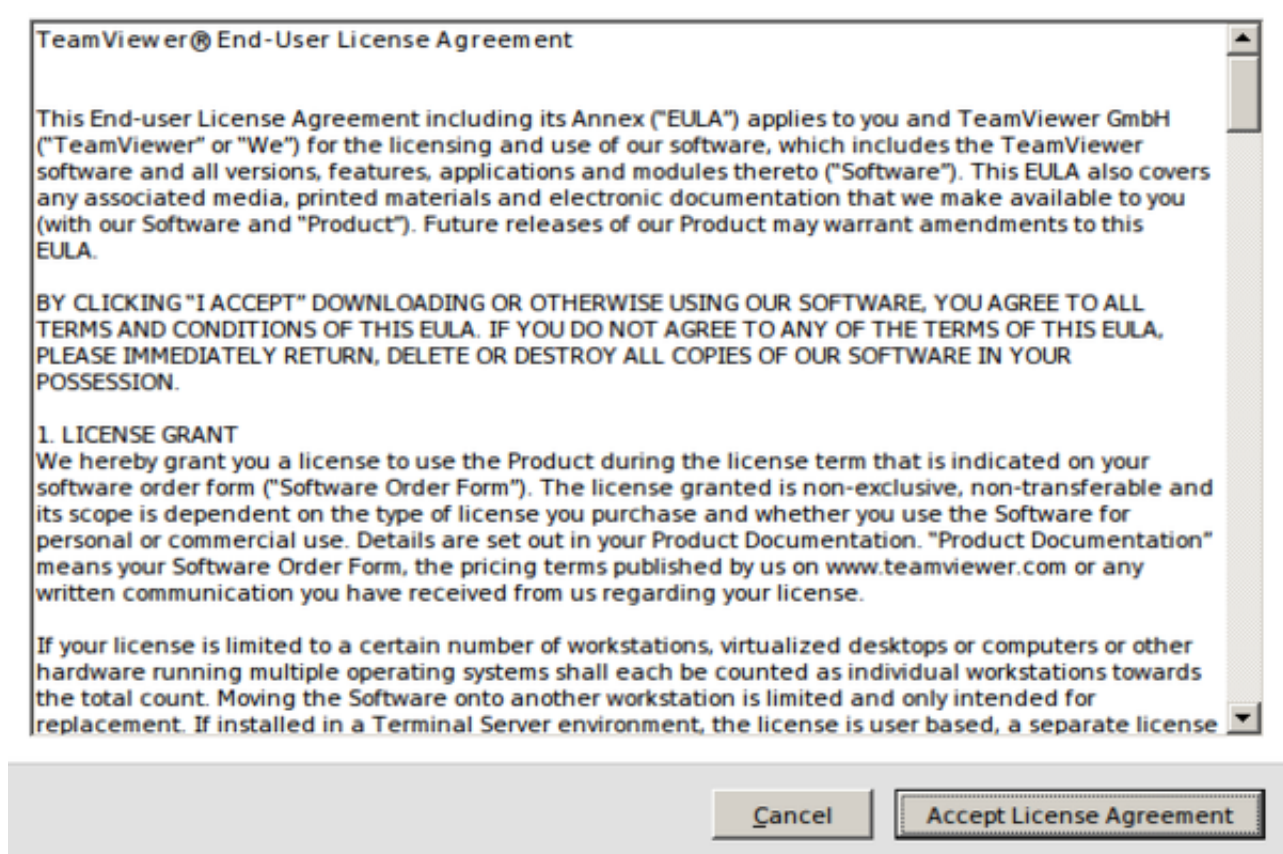 TeamViewer® End-User License Agreement
This End-user License Agreement including its Annex ("EULA") applies to you and TeamViewer GmbH
("TeamViewer" or "We") for the licensing and use of our software, which includes the TeamViewer
software and all versions, features, applications and modules thereto ("Software"). This EULA also covers
any associated media, printed materials and electronic documentation that we make available to you
(with our Software and "Product"). Future releases of our Product may warrant amendments to this
EULA.
BY CLICKING "I ACCEPT" DOWNLOADING OR OTHERWISE USING OUR SOFTWARE, YOU AGREE TO ALL
TERMS AND CONDITIONS OF THIS EULA. IF YOU DO NOT AGREE TO ANY OF THE TERMS OF THIS EULA,
PLEASE IMMEDIATELY RETURN, DELETE OR DESTROY ALL COPIES OF OUR SOFTWARE IN YOUR
POSSESSION.
1. LICENSE GRANT
We hereby grant you a license to use the Product during the license term that is indicated on your
software order form ("Software Order Form"). The license granted is non-exclusive, non-transferable and
its scope is dependent on the type of license you purchase and whether you use the Software for
personal or commercial use. Details are set out in your Product Documentation. "Product Documentation"
means your Software Order Form, the pricing terms published by us on www.teamviewer.com or any
written communication you have received from us regarding your license.
If your license is limited to a certain number of workstations, virtualized desktops or computers or other
hardware running multiple operating systems shall each be counted as individual workstations towards
the total count. Moving the Software onto another workstation is limited and only intended for
replacement. If installed in a Terminal Server environment, the license is user based, a separate license
Cancel
Accept License Agreement